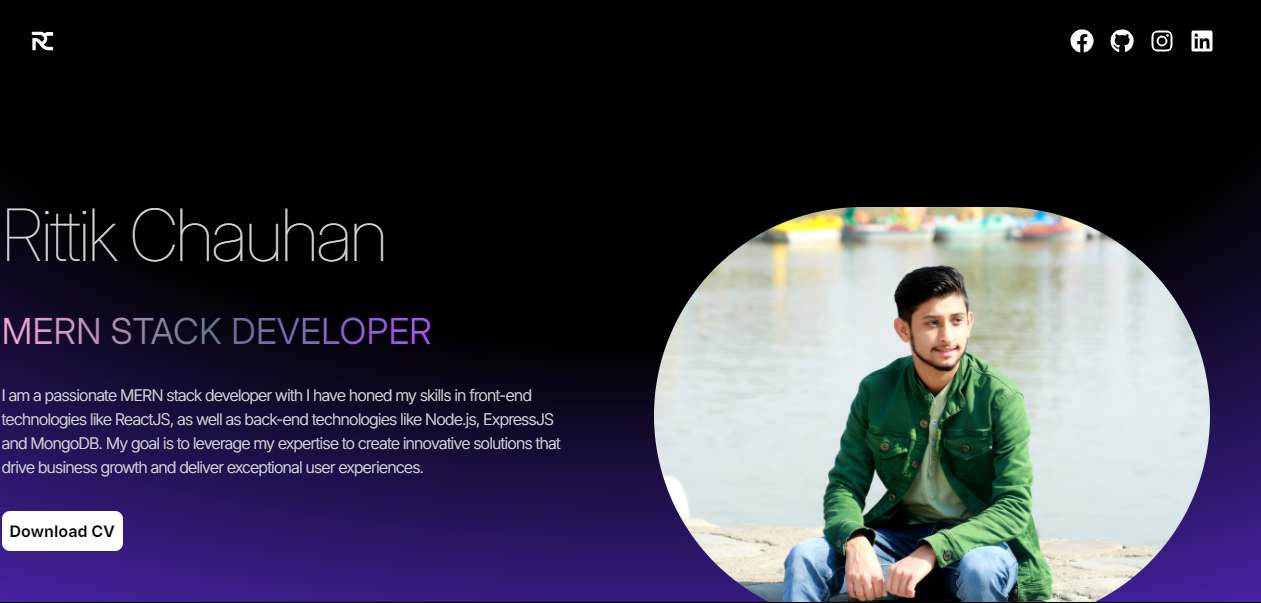 RC
Rittik Chauhan
MERN STACK DEVELOPER
I am a passionate MERN stack developer with I have honed my skills in front-end
technologies like ReactJS, as well as back-end technologies like Node.js, ExpressJS
and MongoDB. My goal is to leverage my expertise to create innovative solutions that
drive business growth and deliver exceptional user experiences.
Download CV